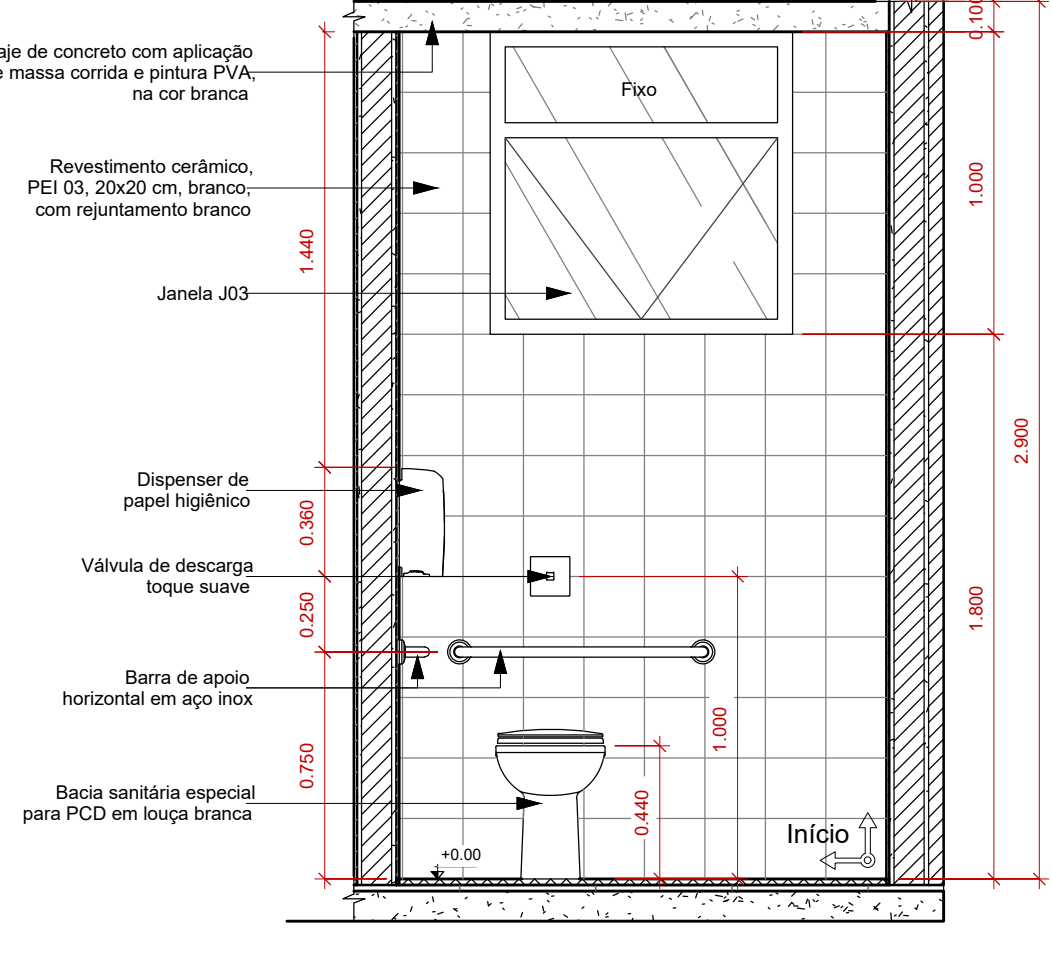 aje de concreto com aplicação
e massa corrida e pintura PVA,
na cor branca
Revestimento cerâmico,
PEI 03, 20x20 cm, branco,
com rejuntamento branco
Janela J03
Dispenser de
papel higiênico
Válvula de descarga
toque suave
Barra de apoio
horizontal em aço inox
Bacia sanitária especial
para PCD em louça branca
1.440
0.360
0.250
0.750
Fixo
+0.00
0.440
1.000
Início
0.100
1.000
1.800
2.900